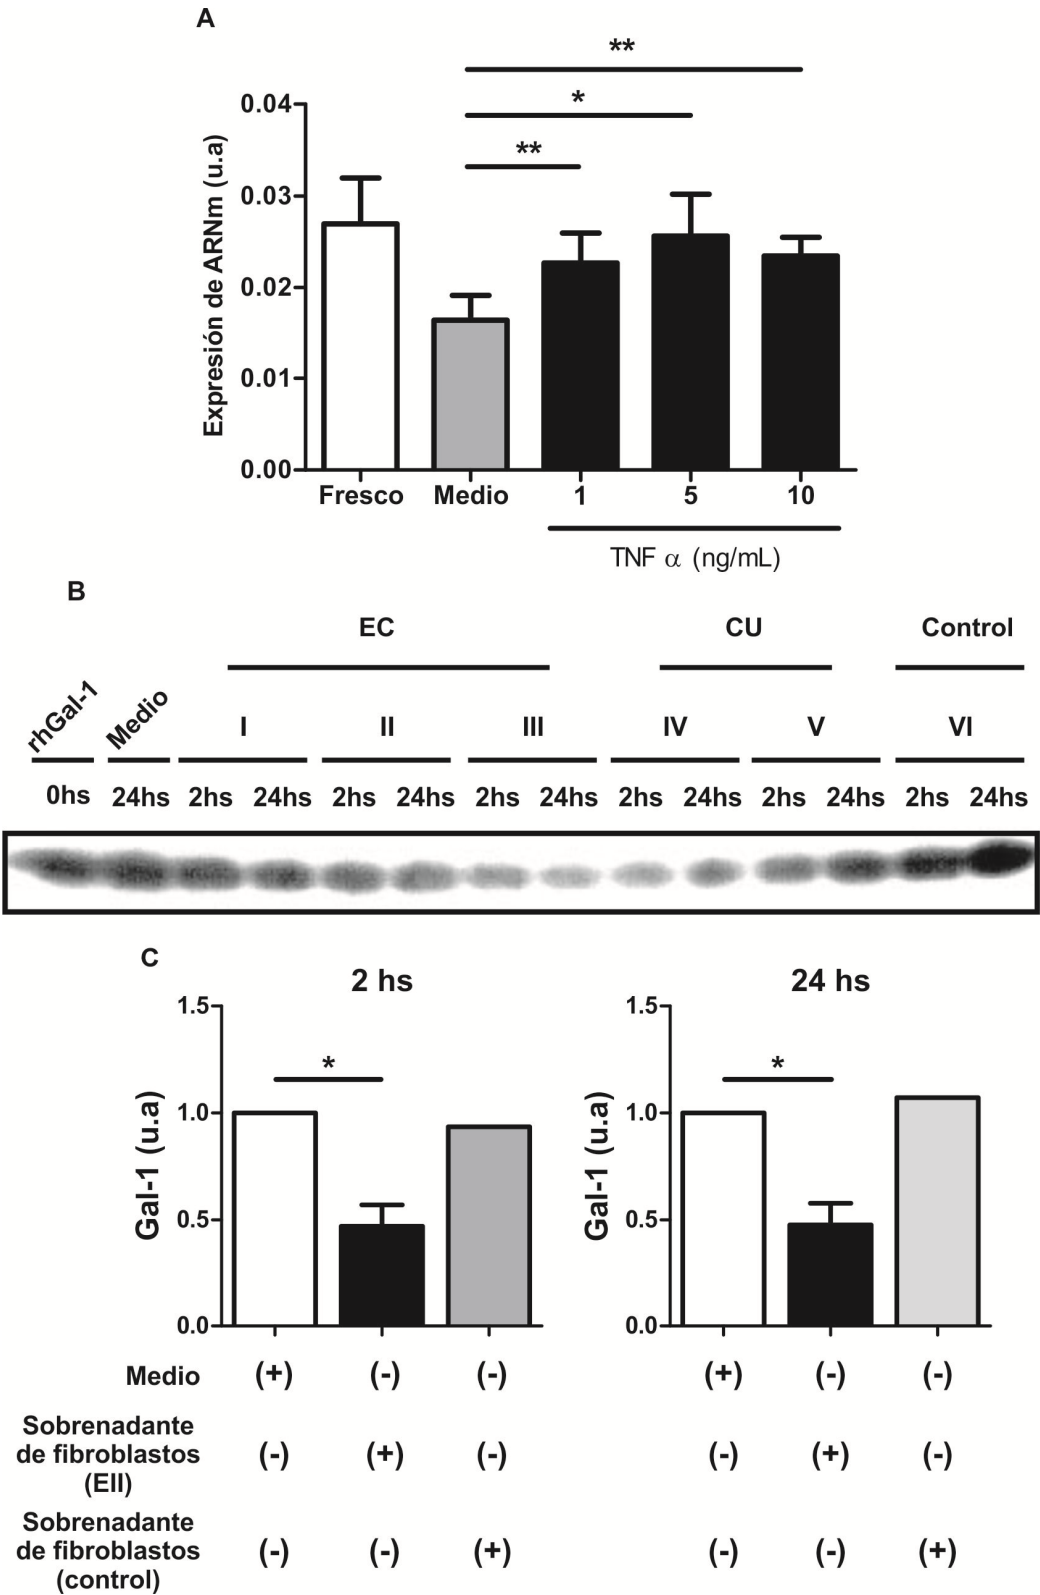 A
**
*
**
0.04
0.03
0.02
0.01
0.00
Expresión de ARNm (u.a)
Fresco Medio 1 5 10
TNF α (ng/mL)
B
EC CU Control
rhGal-1 Medio I II III IV V VI
0hs 24hs 2hs 24hs 2hs 24hs 2hs 24hs 2hs 24hs 2hs 24hs 2hs 24hs
C
2 hs 24 hs
1.5 1.5
* *
1.0 1.0
0.5 0.5
0.0 0.0
Gal-1 (u.a) Gal-1 (u.a)
Medio (+) (-) (-) (+) (-) (-)
Sobrenadante
de fibroblastos (-) (+) (-) (-) (+) (-)
(EII)
Sobrenadante
de fibroblastos (-) (-) (+) (-) (-) (+)
(control)